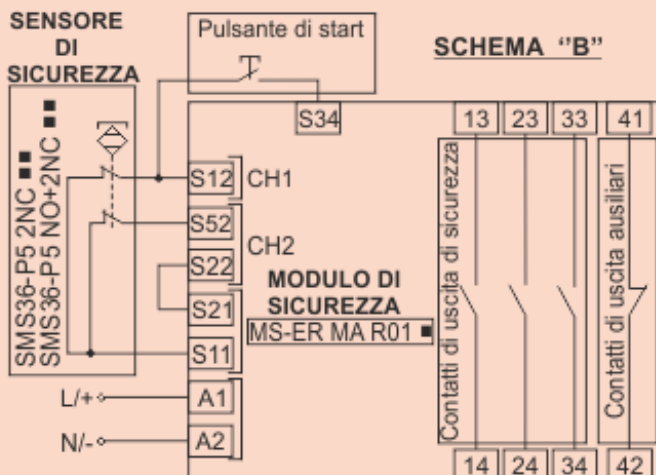 SENSORE
DI
SICUREZZA
Pulsante di start
SCHEMA ‘‘B’’
S34
13
23
33
41
SMS36-P5 2NC ■■
SMS36-P5 NO+2NC ■■
S12
CH1
S52
CH2
S22
S21
S11
MODULO DI
SICUREZZA
MS-ER MA R01 ■
Contatti di uscita di sicurezza
Contatti di uscita ausiliari
L/+
A1
N/-
A2
14
24
34
42